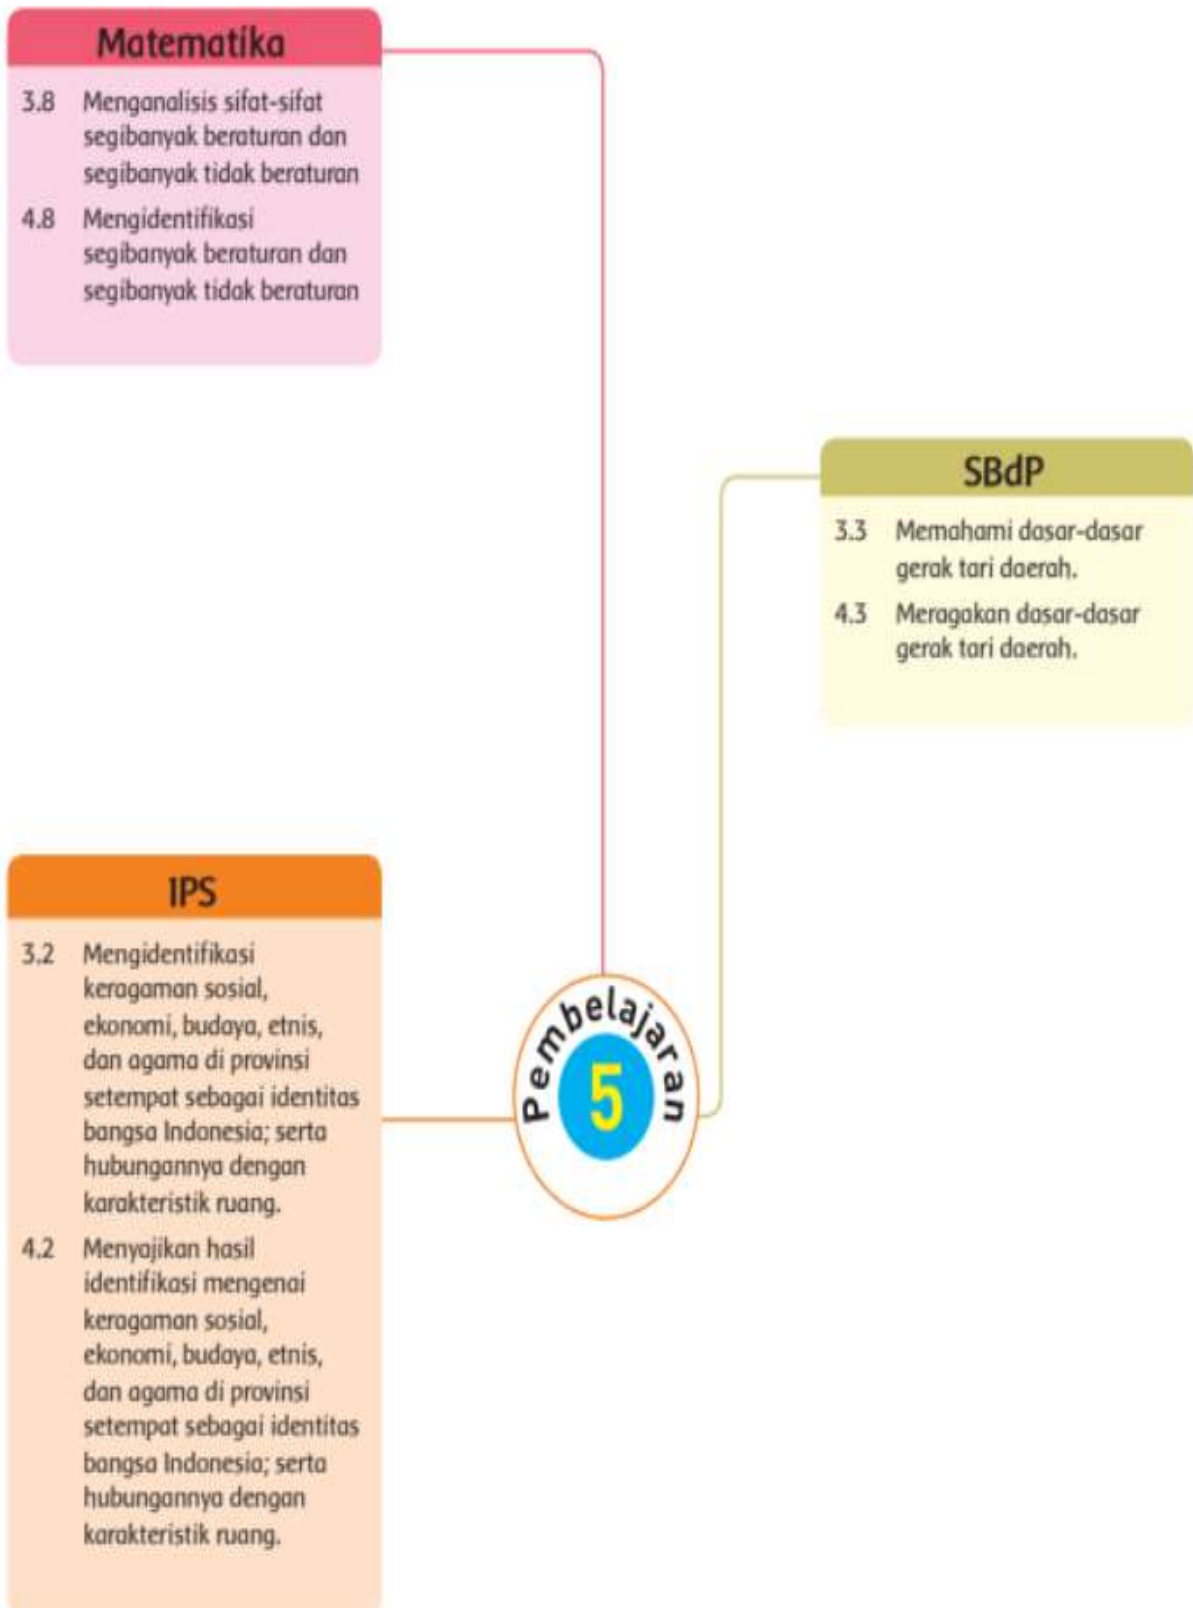 Matematika
3.8 Menganalisis sifat-sifat
segibanyak beraturan dan
segibanyak tidak beraturan
4.8 Mengidentifikasi
segibanyak beraturan dan
segibanyak tidak beraturan
SBdP
3.3 Memahami dasar-dasar
gerak tari daerah.
4.3 Meragakan dasar-dasar
gerak tari daerah.
IPS
3.2 Mengidentifikasi
keragaman sosial,
ekonomi, budaya, etnis,
dan agama di provinsi
setempat sebagai identitas
bangsa Indonesia; serta
hubungannya dengan
karakteristik ruang.
4.2 Menyajikan hasil
identifikasi mengenai
keragaman sosial,
ekonomi, budaya, etnis,
dan agama di provinsi
setempat sebagai identitas
bangsa Indonesia; serta
hubungannya dengan
karakteristik ruang.
Pembelajaran
5